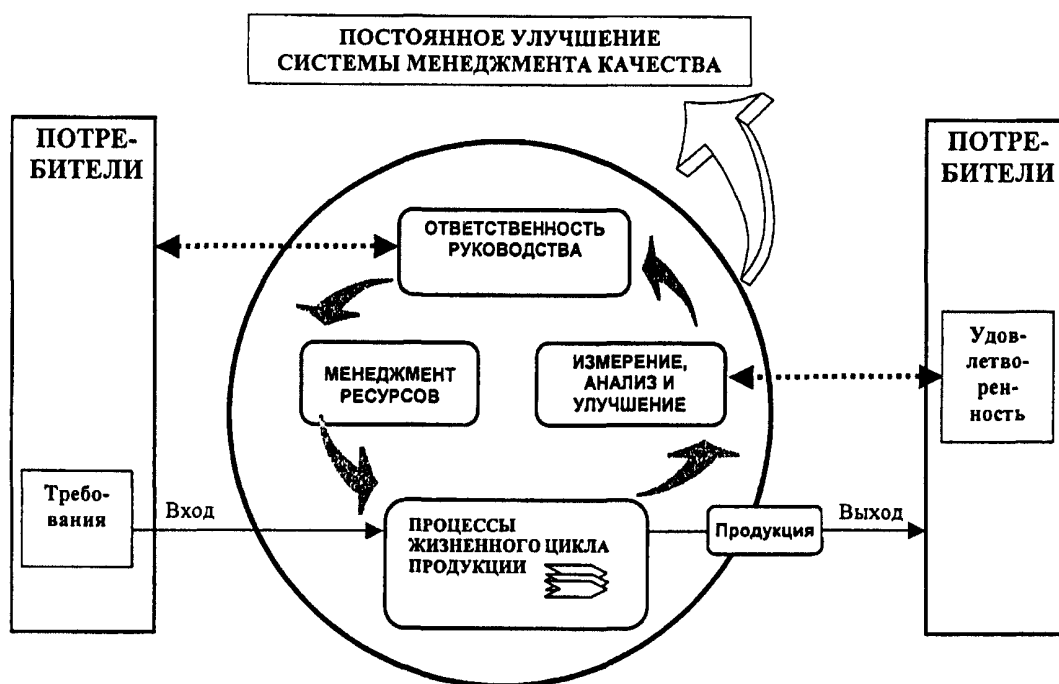 ПОСТОЯННОЕ УЛУЧШЕНИЕ
СИСТЕМЫ МЕНЕДЖМЕНТА КАЧЕСТВА
ПОТРЕ-
БИТЕЛИ
ПОТРЕ-
БИТЕЛИ
ОТВЕТСТВЕННОСТЬ
РУКОВОДСТВА
МЕНЕДЖМЕНТ
РЕСУРСОВ
ИЗМЕРЕНИЕ,
АНАЛИЗ И
УЛУЧШЕНИЕ
Удов-
летво-
рен-
ность
Требо-
вания
Вход
ПРОЦЕССЫ
ЖИЗНЕННОГО ЦИКЛА
ПРОДУКЦИИ
Продукция
Выход